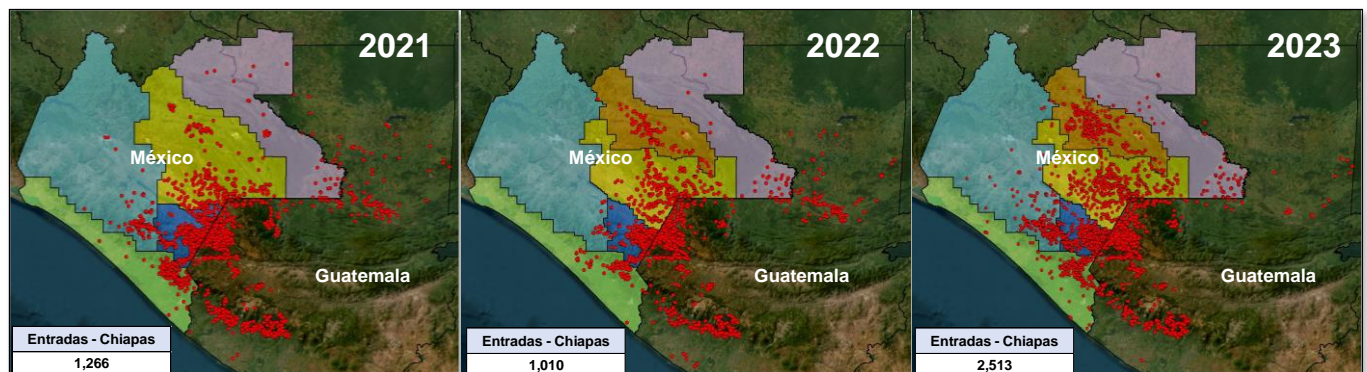 2021
México
Guatemala
Entradas - Chiapas
1,266
2022
México
Guatemala
Entradas - Chiapas
1,010
2023
México
Guatemala
Entradas - Chiapas
2,513